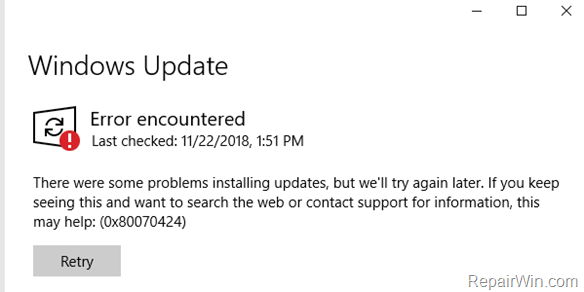 Windows Update
Error encountered
Last checked: 11/22/2018, 1:51 PM
There were some problems installing updates, but we'll try again later. If you keep
seeing this and want to search the web or contact support for information, this
may help: (0x80070424)
Retry
RepairWin.com